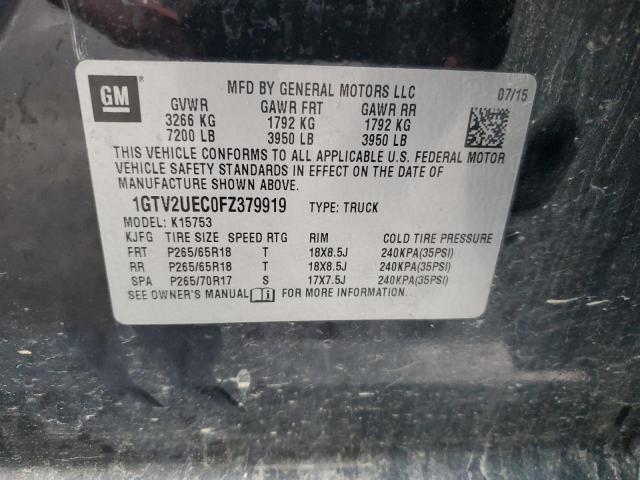 GM
MFD BY GENERAL MOTORS LLC 07/15
GVWR GAWR FRT GAWR RR
3266 KG 1792 KG 1792 KG
7200 LB 3950 LB 3950 LB
THIS VEHICLE CONFORMS TO ALL APPLICABLE U.S. FEDERAL MOTOR
VEHICLE SAFETY STANDARDS IN EFFECT ON THE DATE OF
MANUFACTURE SHOWN ABOVE.
1GTV2UEC0FZ379919 TYPE: TRUCK
MODEL: K15753
KJFG TIRE SIZE SPEED RTG RIM COLD TIRE PRESSURE
FRT P265/65R18 T 18X8.5J 240KPA(35PSI)
RR P265/65R18 T 18X8.5J 240KPA(35PSI)
SPA P265/70R17 S 17X7.5J 240KPA(35PSI)
SEE OWNER'S MANUAL FOR MORE INFORMATION.